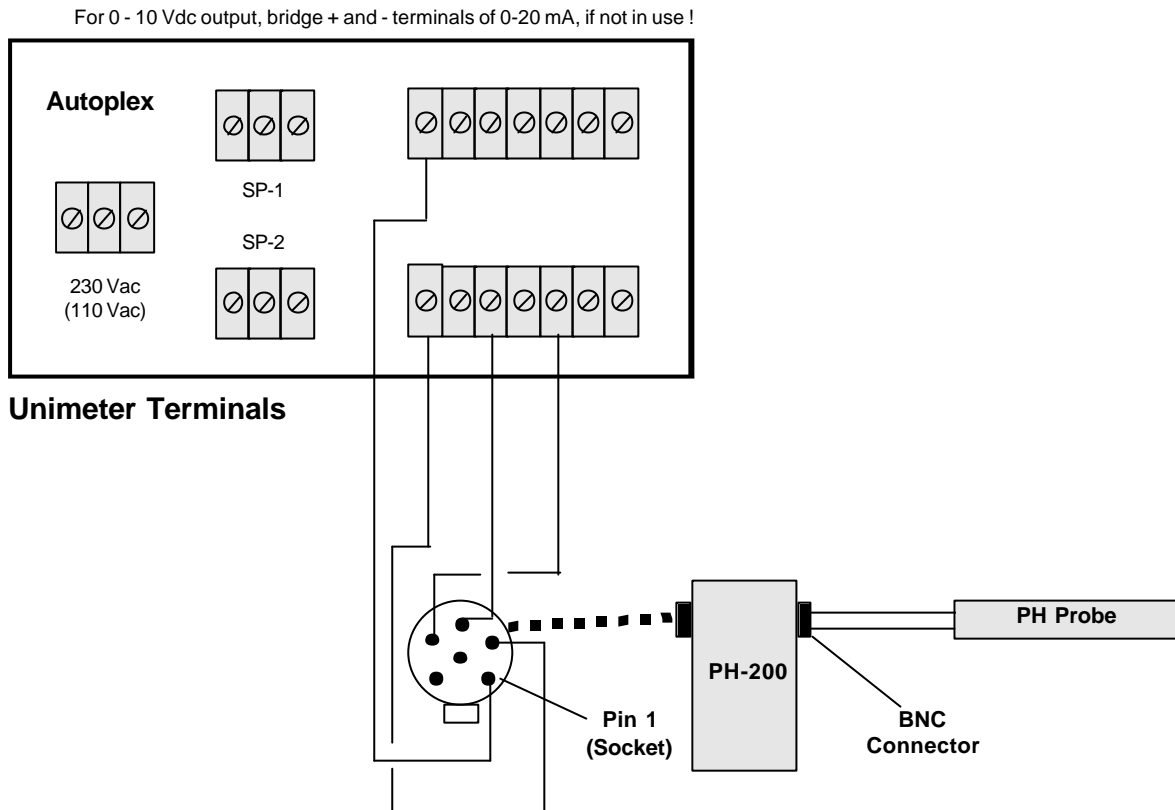 For 0 - 10 Vdc output, bridge + and - terminals of 0-20 mA, if not in use !
Autoplex
SP-1
SP-2
230 Vac
(110 Vac)
Unimeter Terminals
PH Probe
PH-200
Pin 1
(Socket)
BNC
Connector